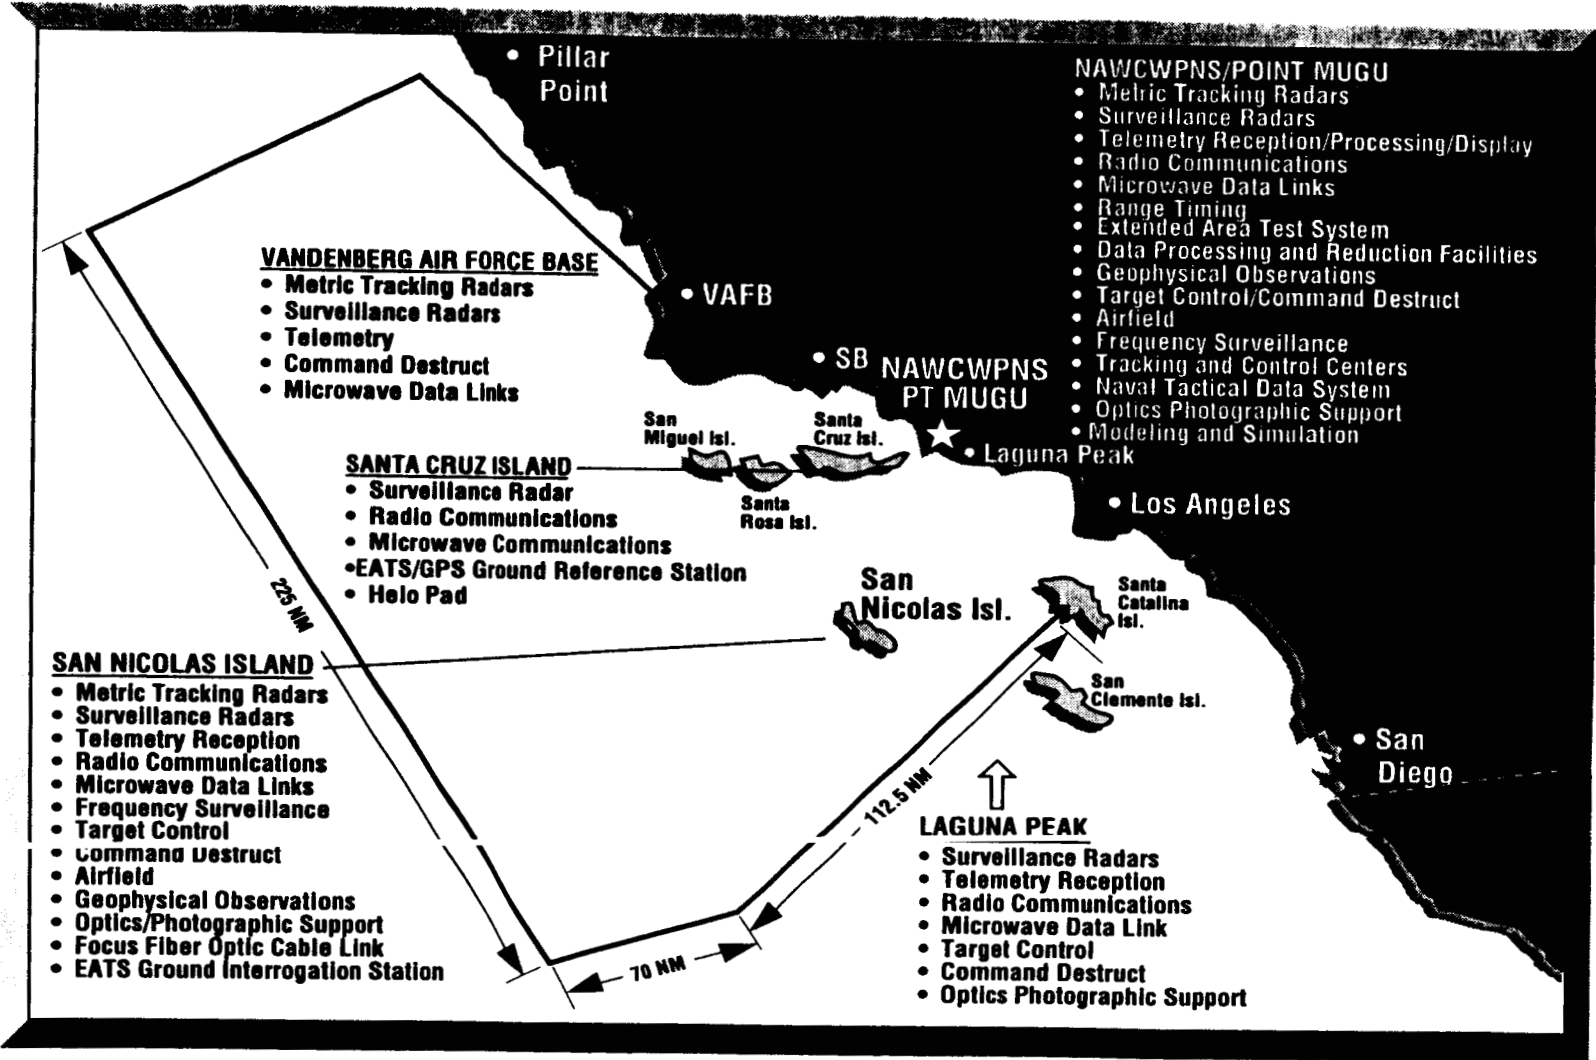 Pillar
Point
NAWCWPNS/POINT MUGU
• Metric Tracking Radars
• Surveillance Radars
• Telemetry Reception/Processing/Display
• Radio Communications
• Microwave Data Links
• Range Timing
• Extended Area Test System
• Data Processing and Reduction Facilities
• Geophysical Observations
• Target Control/Command Destruct
• Airfield
• Frequency Surveillance
• Tracking and Control Centers
• Naval Tactical Data System
• Optics Photographic Support
• Modeling and Simulation
VANDENBERG AIR FORCE BASE
• Metric Tracking Radars
• Surveillance Radars
• Telemetry
• Command Destruct
• Microwave Data Links
VAFB
SB
NAWCWPNS
PT MUGU
Laguna Peak
Los Angeles
San
Miguel Isl.
Santa
Cruz Isl.
Santa
Rosa Isl.
SANTA CRUZ ISLAND
• Surveillance Radar
• Radio Communications
• Microwave Communications
•EATS/GPS Ground Reference Station
• Helo Pad
San
Nicolas Isl.
Santa
Catalina
Isl.
San
Clemente Isl.
San
Diego
225 NM
SAN NICOLAS ISLAND
• Metric Tracking Radars
• Surveillance Radars
• Telemetry Reception
• Radio Communications
• Microwave Data Links
• Frequency Surveillance
• Target Control
• Command Destruct
• Airfield
• Geophysical Observations
• Optics/Photographic Support
• Focus Fiber Optic Cable Link
• EATS Ground Interrogation Station
70 NM
112.5 NM
LAGUNA PEAK
• Surveillance Radars
• Telemetry Reception
• Radio Communications
• Microwave Data Link
• Target Control
• Command Destruct
• Optics Photographic Support